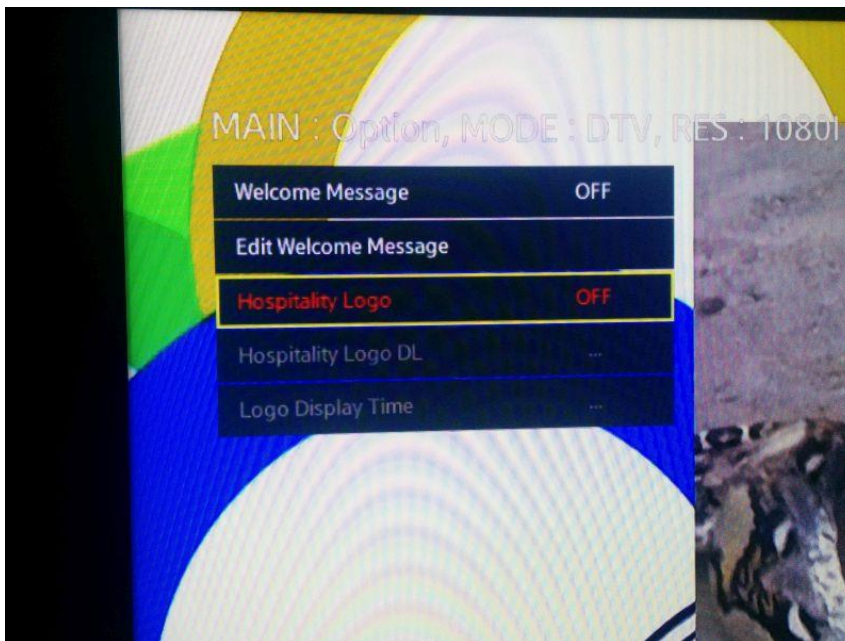 MAIN : Option, MODE : DTV, RES : 1080I
Welcome Message OFF
Edit Welcome Message
Hospitality Logo OFF
Hospitality Logo DL ...
Logo Display Time ...